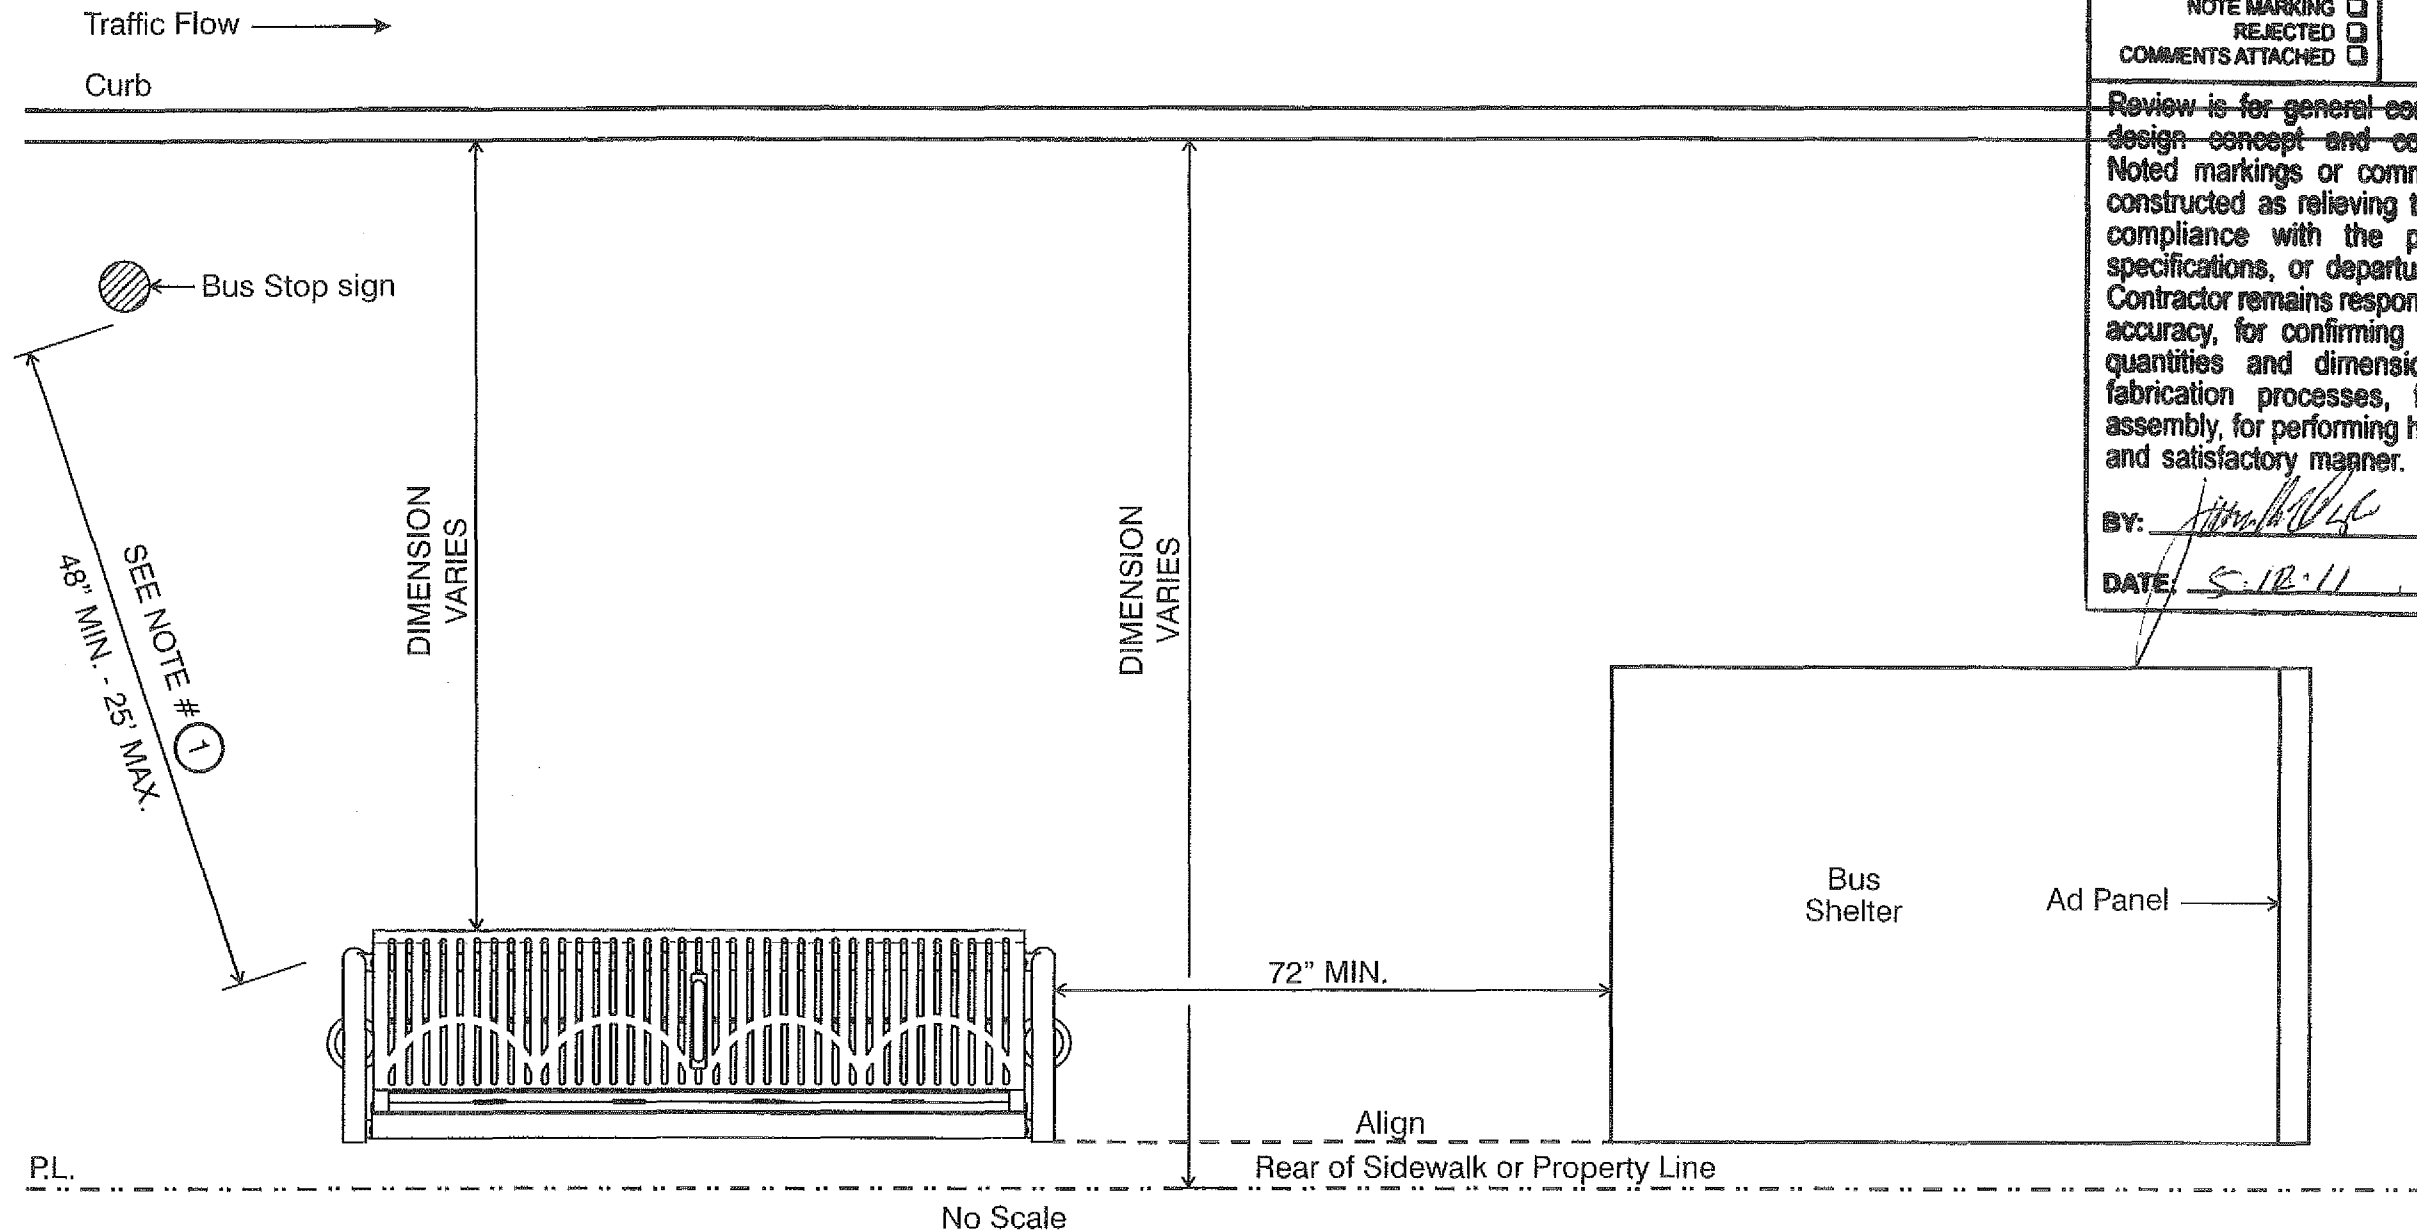 Traffic Flow
Curb
NOTE MARKING
REJECTED
COMMENTS ATTACHED
Review is for general
design concept and
Noted markings or
constructed as relieving
compliance with the
specifications, or
Contractor remains
accuracy, for confirming
quantities and
fabrication processes,
assembly, for performing
and satisfactory manner.
BY:
DATE: 5-12-11
Bus Stop sign
SEE NOTE # 1
48” MIN. - 25’ MAX.
DIMENSION
VARIES
DIMENSION
VARIES
72” MIN.
Bus
Shelter
Ad Panel
Align
P.L.
Rear of Sidewalk or Property Line
No Scale